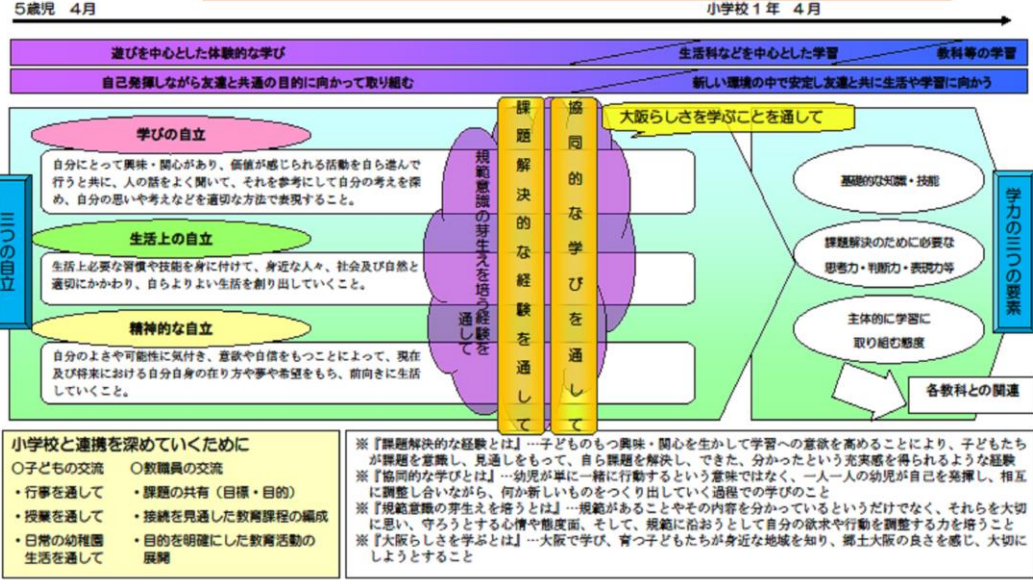 5歳児　4月
小学校1年　4月
遊びを中心とした体験的な学び
生活科などを中心とした学習
教科等の学習
自己発揮しながら友達と共通の目的に向かって取り組む
新しい環境の中で安定し友達と共に生活や学習に向かう
三つの自立
学びの自立
自分にとって興味・関心があり、価値が感じられる活動を自ら進んで
行うと共に、人の話をよく聞いて、それを参考にして自分の考えを深
め、自分の思いや考えなどを適切な方法で表現すること。
生活上の自立
生活上必要な習慣や技能を身に付けて、身近な人々、社会及び自然と
適切にかかわり、自らよりよい生活を創り出していくこと。
精神的な自立
自分のよさや可能性に気付き、意欲や自信をもつことによって、現在
及び将来における自分自身の在り方や夢や希望をもち、前向きに生活
していくこと。
規範意識の芽生えを培う経験を
通して
課題解決的な経験を通して
協同的な学びを通して
大阪らしさを学ぶことを通して
基礎的な知識・技能
課題解決のために必要な
思考力・判断力・表現力等
主体的に学習に
取り組む態度
学力の三つの要素
各教科との関連
小学校と連携を深めていくために
○子どもの交流
・行事を通して
・授業を通して
・日常の幼稚園
生活を通して
○教職員の交流
・課題の共有（目標・目的）
・接続を見通した教育課程の編成
・目的を明確にした教育活動の
展開
※『課題解決的な経験とは』…子どものもつ興味・関心を生かして学習への意欲を高めることにより、子どもたち
が課題を意識し、見通しをもって、自ら課題を解決し、できた、分かったという充実感を得られるような経験
※『協同的な学びとは』…幼児が単に一緒に行動するという意味ではなく、一人一人の幼児が自己を発揮し、相互
に調整し合いながら、何か新しいものをつくり出していく過程での学びのこと
※『規範意識の芽生えを培うとは』…規範があることやその内容を分かっているというだけでなく、それらを大切
に思い、守ろうとする心情や態度面、そして、規範に沿おうとして自分の欲求や行動を調整する力を培うこと
※『大阪らしさを学ぶとは』…大阪で学び、育つ子どもたちが身近な地域を知り、郷土大阪の良さを感じ、大切に
しようとすること